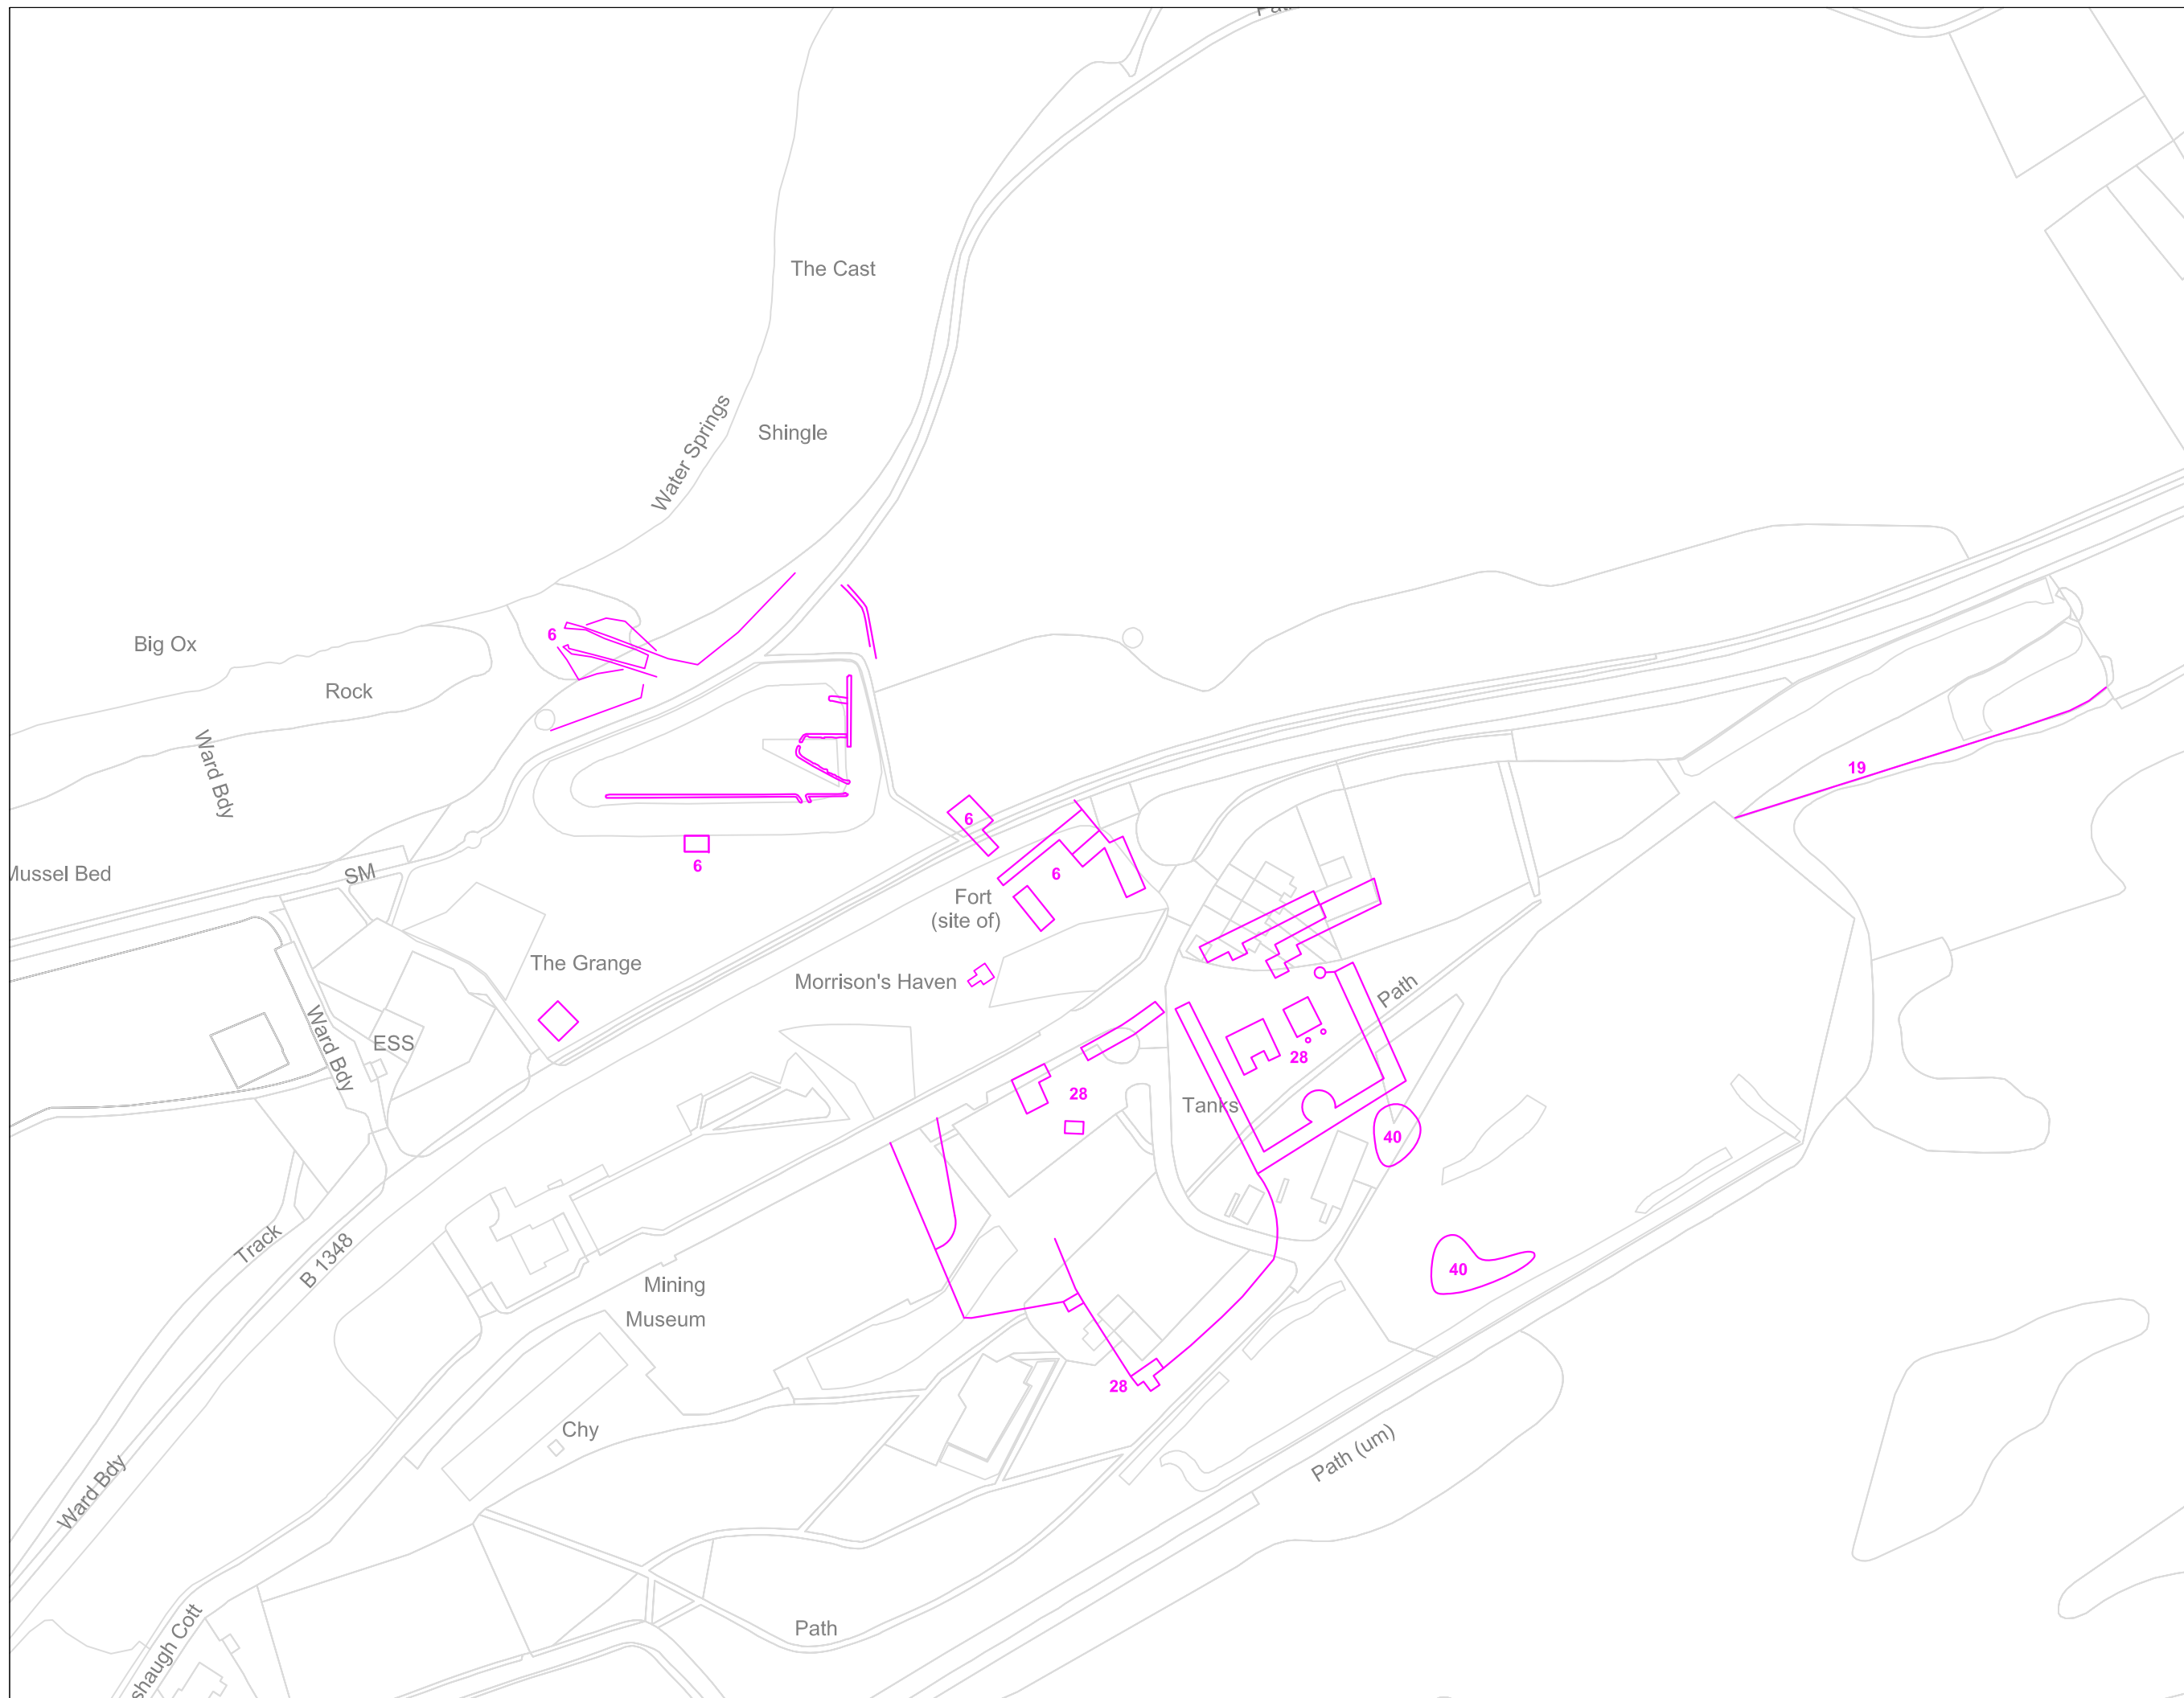 The Cast
Water Springs
Shingle
6
Big Ox
Rock
Ward Bdy
19
6
6
6
SM
Mussel Bed
Fort
(site of)
The Grange
Morrison's Haven
Path
Ward Bdy
ESS
28
28
Tanks
40
Track
B 1348
40
Mining
Museum
28
Chy
Path (um)
Ward Bdy
Path
shaugh Cott